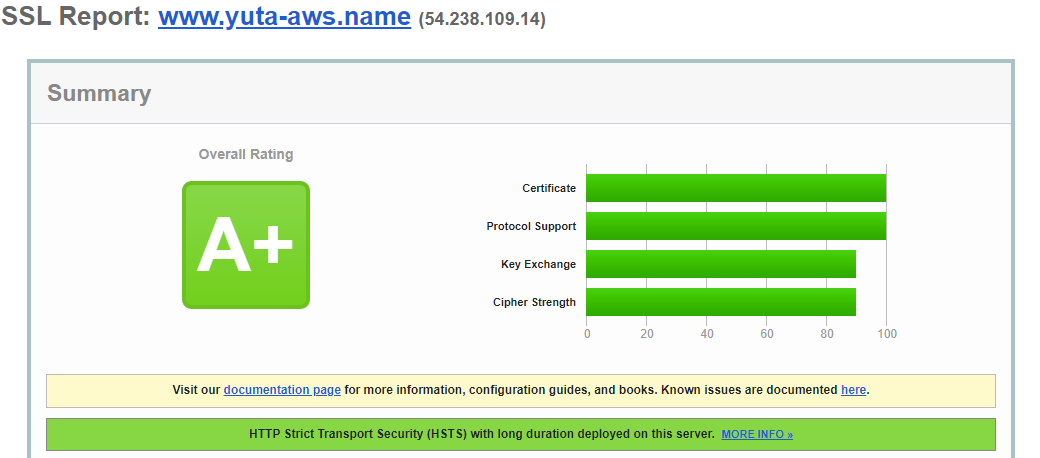 SSL Report: www.yuta-aws.name (54.238.109.14)
Summary
Overall Rating
A+
Certificate
Protocol Support
Key Exchange
Cipher Strength
0 20 40 60 80 100
Visit our documentation page for more information, configuration guides, and books. Known issues are documented here.
HTTP Strict Transport Security (HSTS) with long duration deployed on this server. MORE INFO »